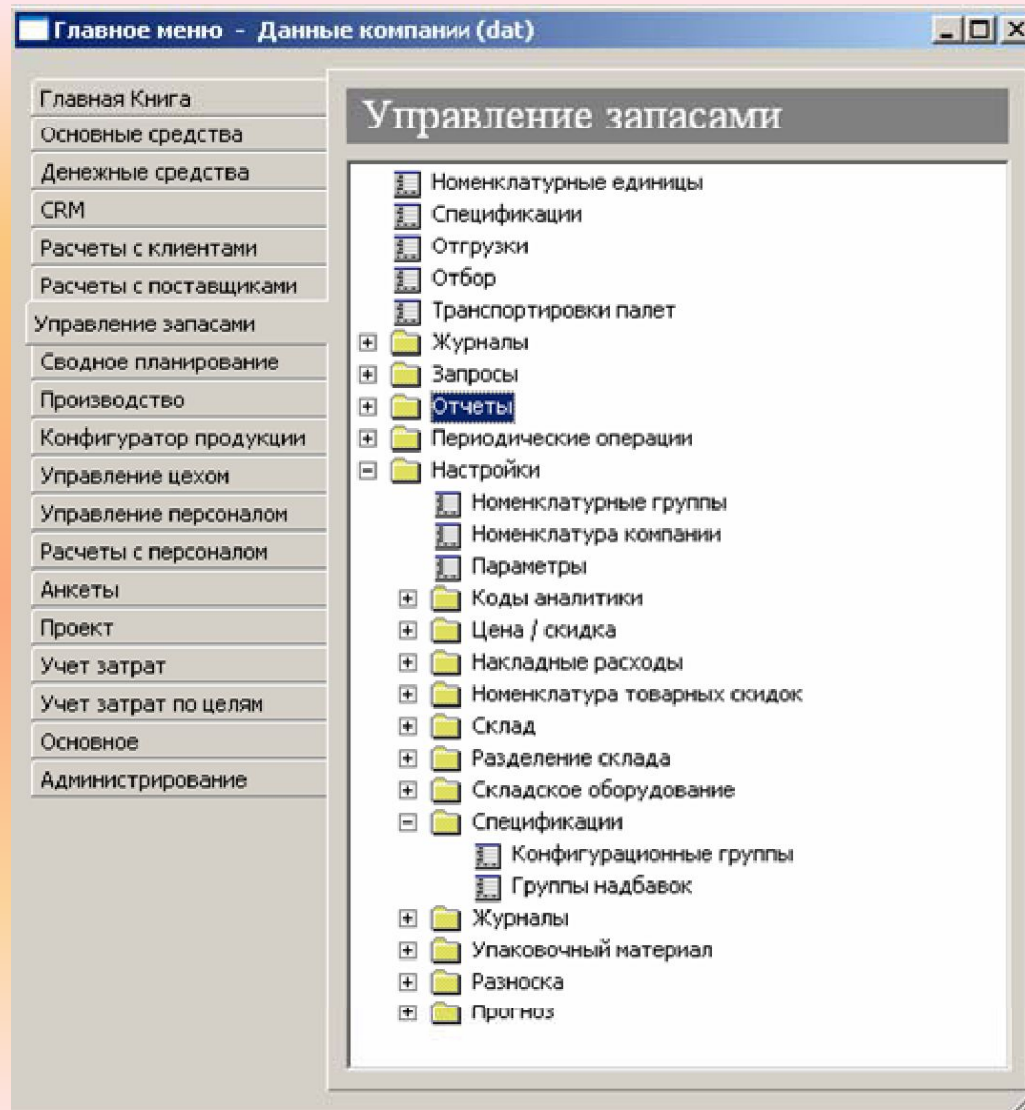 Главное меню - Данные компании (dat)
Главная Книга
Основные средства
Денежные средства
CRM
Расчеты с клиентами
Расчеты с поставщиками
Управление запасами
Сводное планирование
Производство
Конфигуратор продукции
Управление цехом
Управление персоналом
Расчеты с персоналом
Анкеты
Проект
Учет затрат
Учет затрат по целям
Основное
Администрирование
Управление запасами
Номенклатурные единицы
Спецификации
Отгрузки
Отбор
Транспортировки палет
Журналы
Запросы
Отчеты
Периодические операции
Настройки
Номенклатурные группы
Номенклатура компании
Параметры
Коды аналитики
Цена / скидка
Накладные расходы
Номенклатура товарных скидок
Склад
Разделение склада
Складское оборудование
Спецификации
Конфигурационные группы
Группы надбавок
Журналы
Упаковочный материал
Разноска
Прогноз